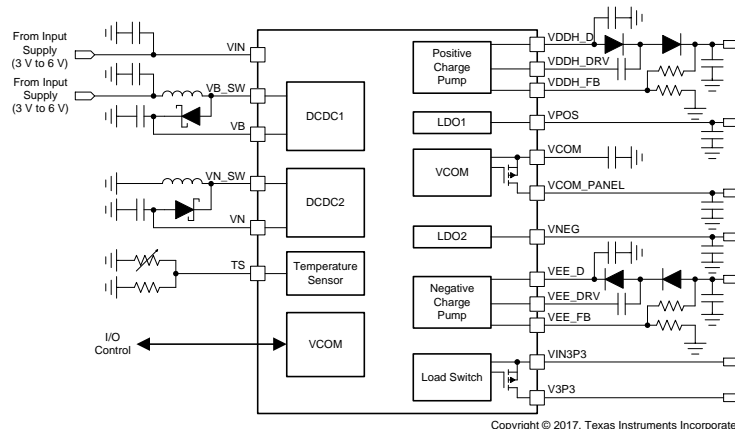 From Input
Supply
(3 V to 6 V)
From Input
Supply
(3 V to 6 V)
VIN
VB_SW
VB
DCDC1
VN_SW
VN
DCDC2
TS
Temperature
Sensor
I/O
Control
VCOM
Positive
Charge
Pump
VDDH_D
VDDH_DRV
VDDH_FB
LDO1
VPOS
VCOM
VCOM
VCOM_PANEL
LDO2
VNEG
Negative
Charge
Pump
VEE_D
VEE_DRV
VEE_FB
Load Switch
VIN3P3
V3P3
Copyright © 2017, Texas Instruments Incorporate